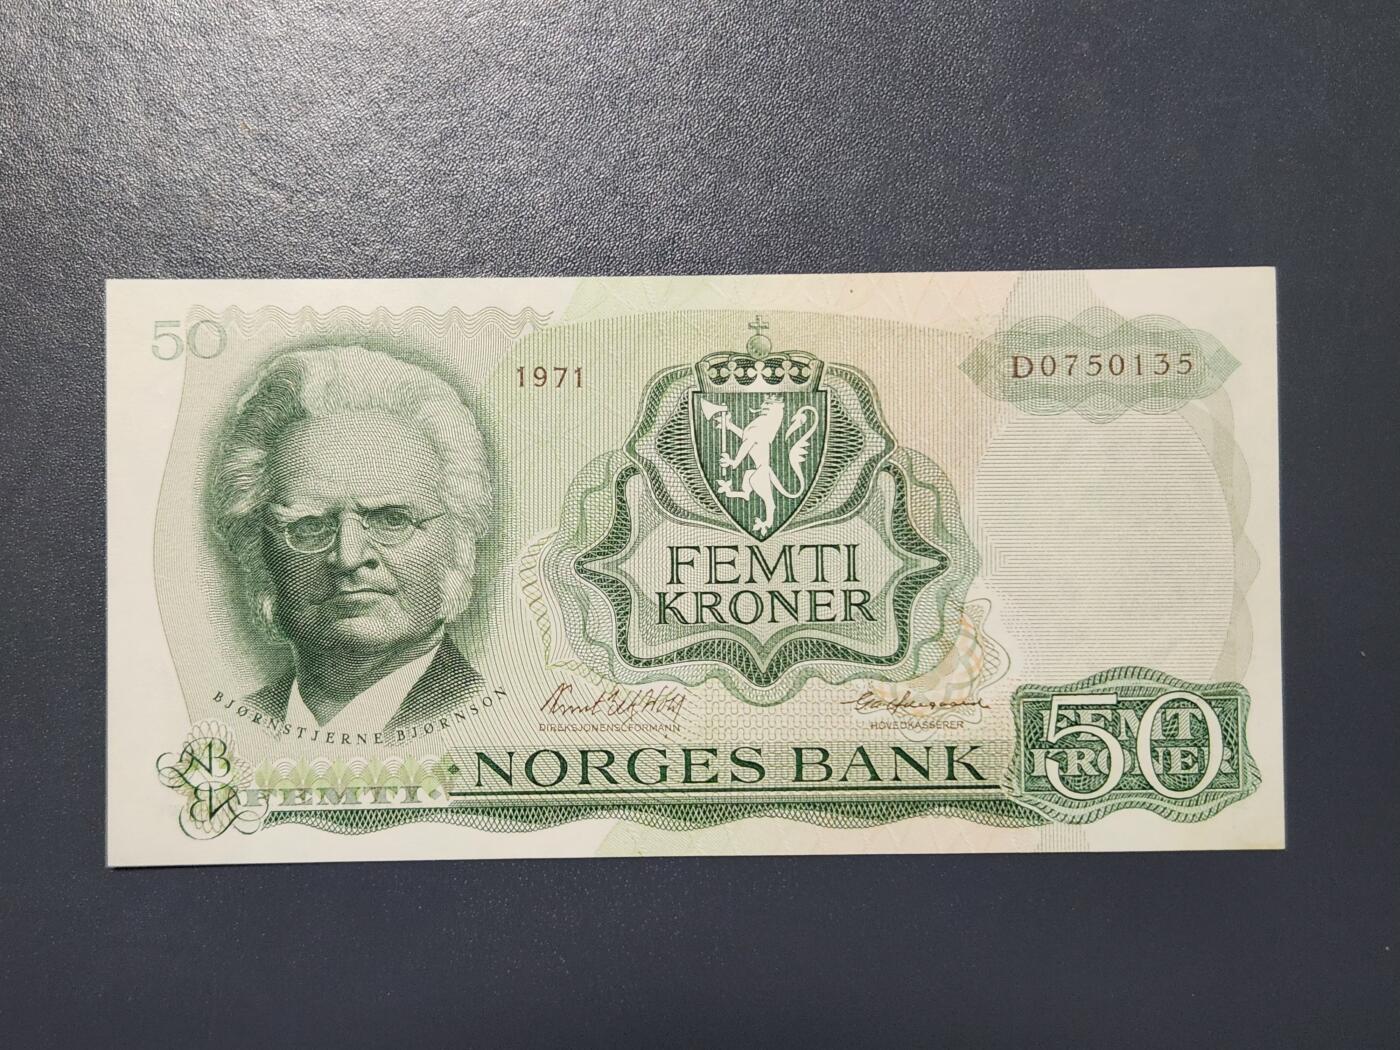 50
1971
D0750135
FEMTI
KRONER
BJØRNSTJERNE BJØRNSON
DIREKSJONENS FORMANN
HOVEDKASSERER
FEMTI
NORGES BANK
FEMTI
KRONER
50